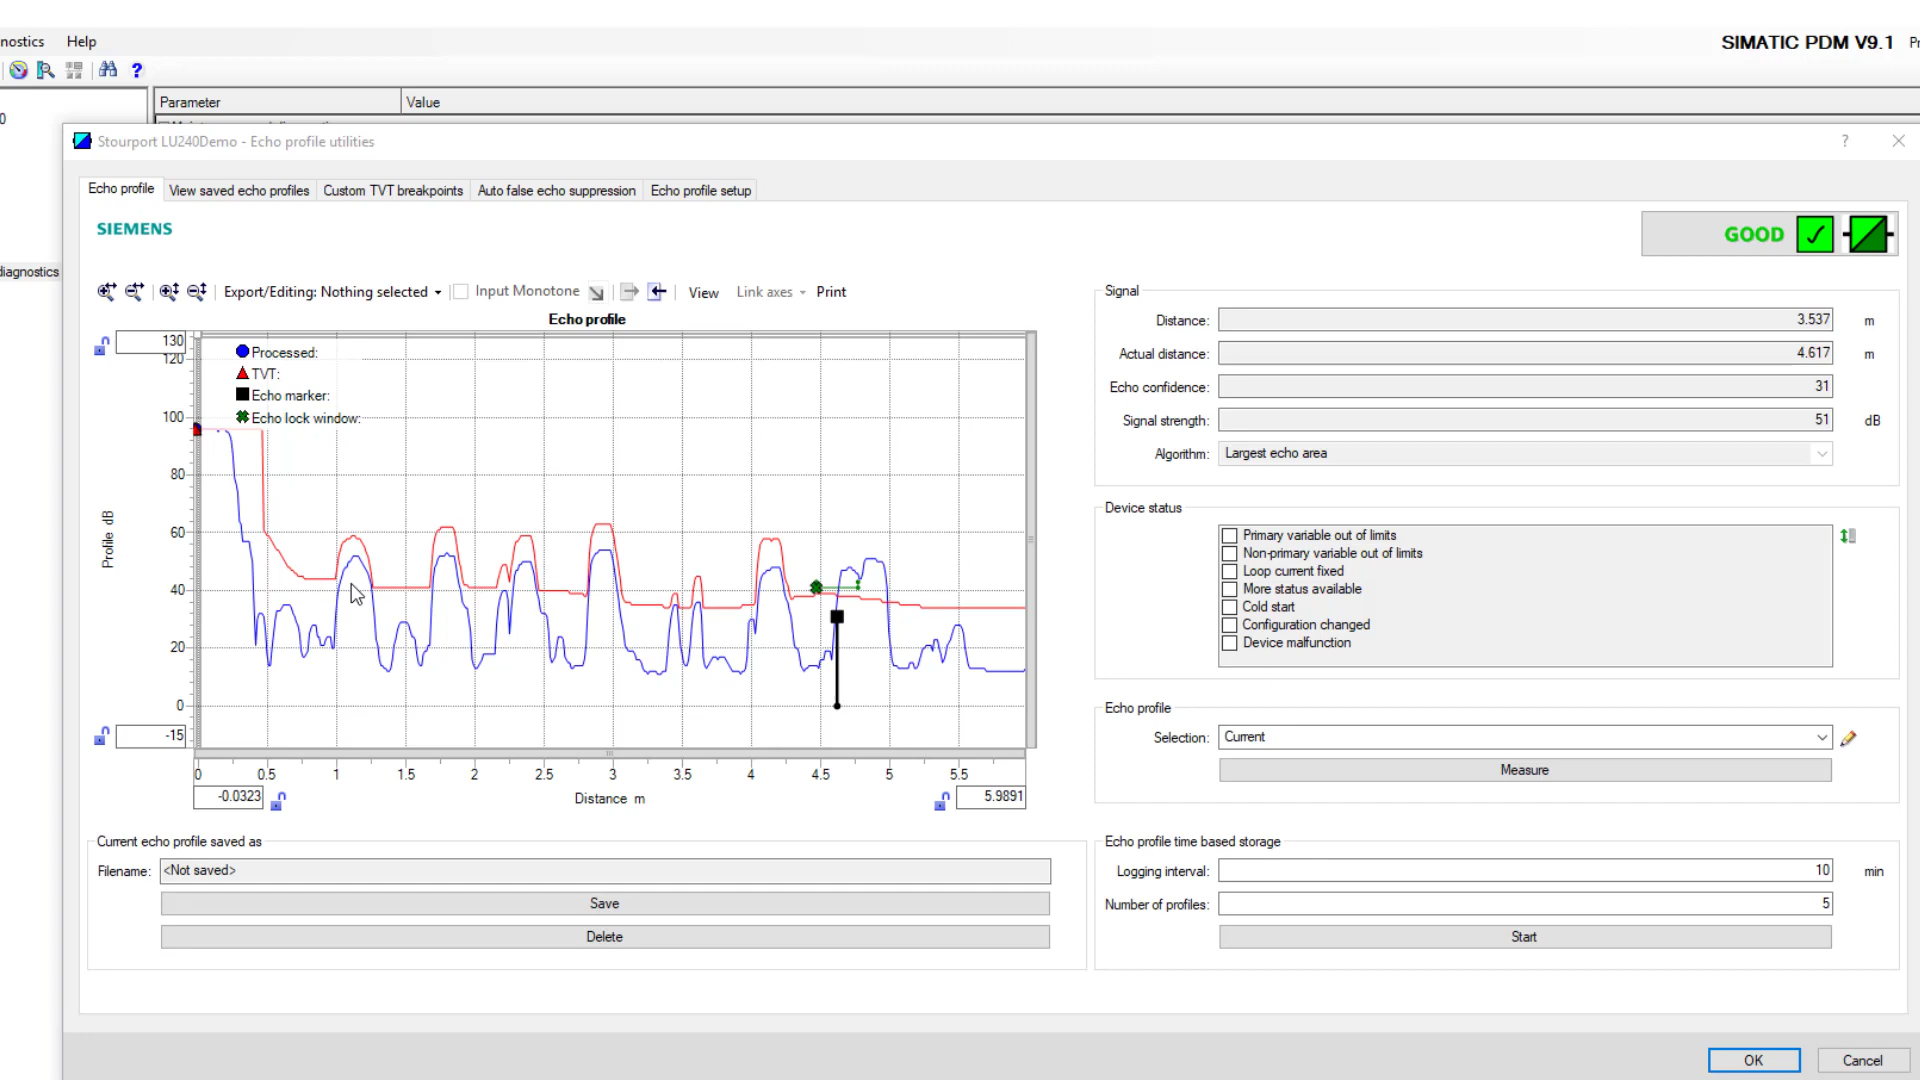 nostics Help
SIMATIC PDM V9.1
?
Parameter Value
0
Stourport LU240Demo - Echo profile utilities
?
Echo profile View saved echo profiles Custom TVT breakpoints Auto false echo suppression Echo profile setup
SIEMENS
GOOD
diagnostics
Export/Editing: Nothing selected Input Monotone View Link axes Print
Echo profile
130
120
100
80
60
40
20
0
-15
Profile dB
Processed:
TVT:
Echo marker:
Echo lock window:
0 0.5 1 1.5 2 2.5 3 3.5 4 4.5 5 5.5
-0.0323 Distance m 5.9891
Current echo profile saved as
Filename: <Not saved>
Save
Delete
Signal
Distance: 3.537 m
Actual distance: 4.617 m
Echo confidence: 31
Signal strength: 51 dB
Algorithm: Largest echo area
Device status
Primary variable out of limits
Non-primary variable out of limits
Loop current fixed
More status available
Cold start
Configuration changed
Device malfunction
Echo profile
Selection: Current
Measure
Echo profile time based storage
Logging interval: 10 min
Number of profiles: 5
Start
OK Cancel